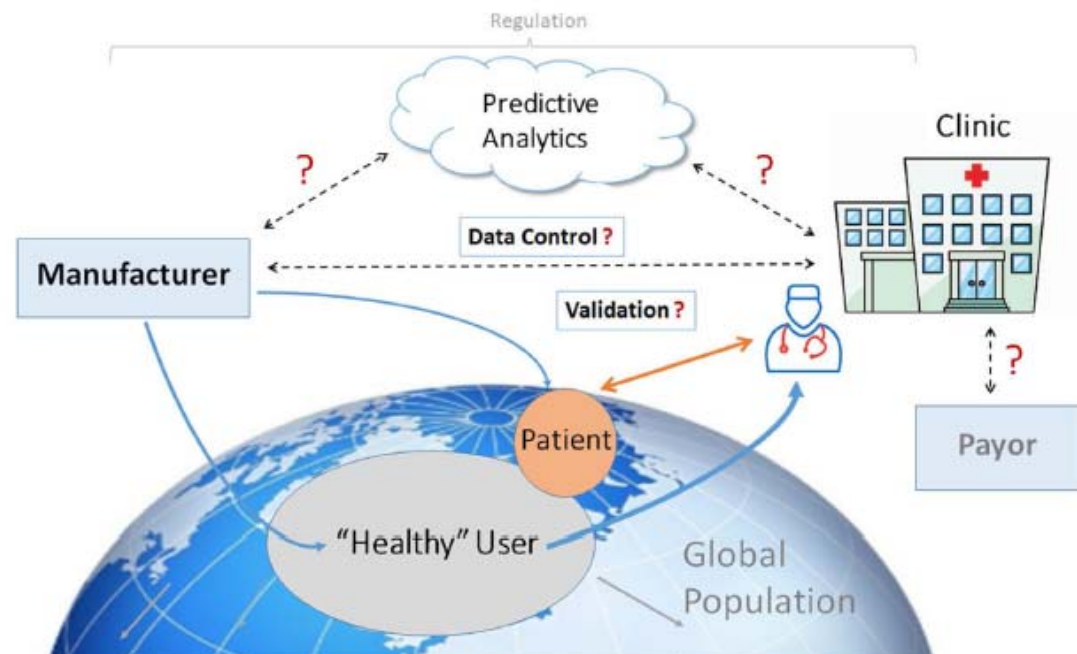 Regulation
Predictive
Analytics
Clinic
?
?
Data Control ?
Manufacturer
Validation ?
?
Patient
Payor
"Healthy" User
Global
Population